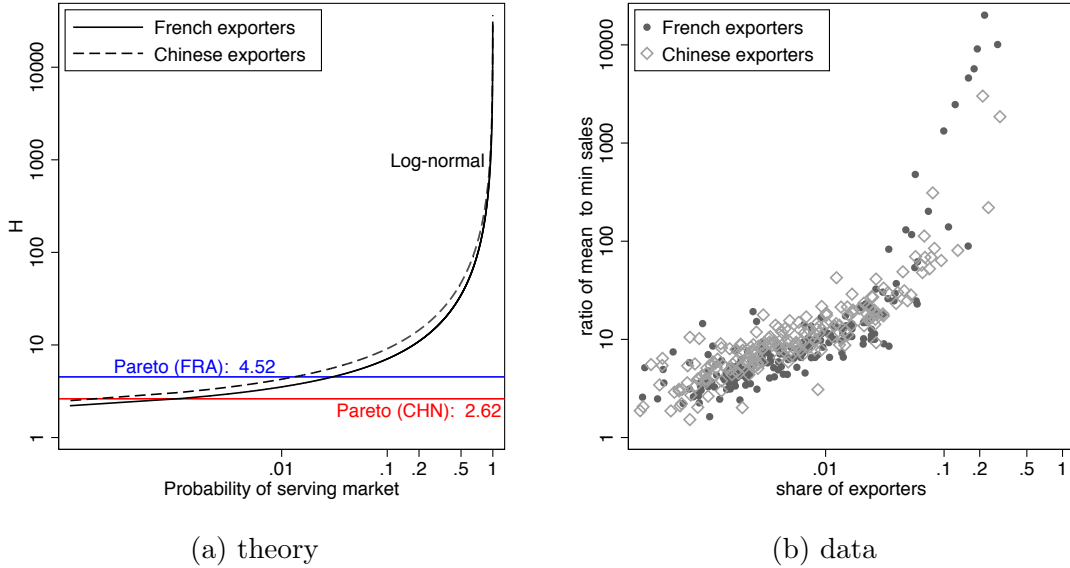 French exporters
Chinese exporters
10000
1000
100
10
1
H
Log-normal
Pareto (FRA): 4.52
Pareto (CHN): 2.62
.01
.1
.2
.5
1
Probability of serving market
(a) theory
French exporters
Chinese exporters
10000
1000
100
10
1
ratio of mean to min sales
.01
.1
.2
.5
1
share of exporters
(b) data